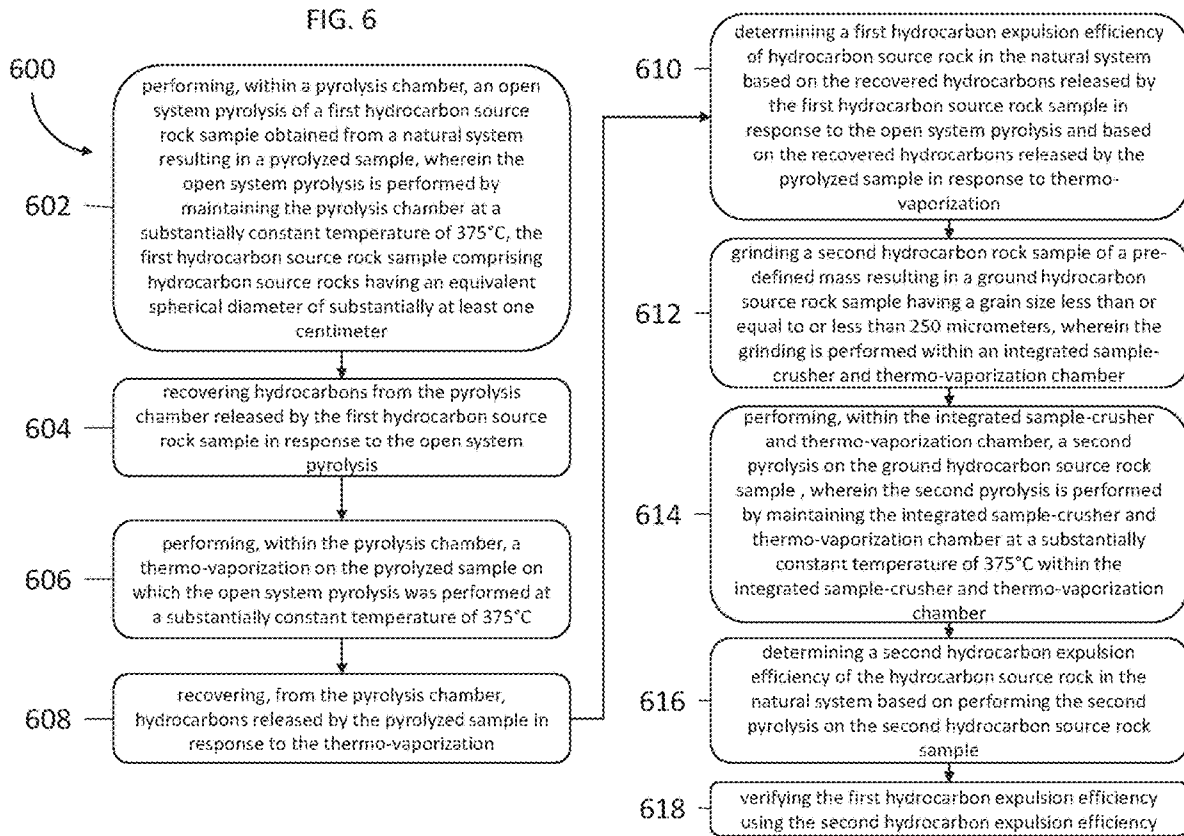 FIG. 6
600
602
performing, within a pyrolysis chamber, an open
system pyrolysis of a first hydrocarbon source
rock sample obtained from a natural system
resulting in a pyrolyzed sample, wherein the
open system pyrolysis is performed by
maintaining the pyrolysis chamber at a
substantially constant temperature of 375°C, the
first hydrocarbon source rock sample comprising
hydrocarbon source rocks having an equivalent
spherical diameter of substantially at least one
centimeter
604
recovering hydrocarbons from the pyrolysis
chamber released by the first hydrocarbon source
rock sample in response to the open system
pyrolysis
606
performing, within the pyrolysis chamber, a
thermo-vaporization on the pyrolyzed sample on
which the open system pyrolysis was performed at
a substantially constant temperature of 375°C
608
recovering, from the pyrolysis chamber,
hydrocarbons released by the pyrolyzed sample in
response to the thermo-vaporization
610
determining a first hydrocarbon expulsion efficiency
of hydrocarbon source rock in the natural system
based on the recovered hydrocarbons released by
the first hydrocarbon source rock sample in
response to the open system pyrolysis and based
on the recovered hydrocarbons released by the
pyrolyzed sample in response to thermo-
vaporization
612
grinding a second hydrocarbon rock sample of a pre-
defined mass resulting in a ground hydrocarbon
source rock sample having a grain size less than or
equal to or less than 250 micrometers, wherein the
grinding is performed within an integrated sample-
crusher and thermo-vaporization chamber
614
performing, within the integrated sample-crusher
and thermo-vaporization chamber, a second
pyrolysis on the ground hydrocarbon source rock
sample , wherein the second pyrolysis is performed
by maintaining the integrated sample-crusher and
thermo-vaporization chamber at a substantially
constant temperature of 375°C within the
integrated sample-crusher and thermo-vaporization
chamber
616
determining a second hydrocarbon expulsion
efficiency of the hydrocarbon source rock in the
natural system based on performing the second
pyrolysis on the second hydrocarbon source rock
sample
618
verifying the first hydrocarbon expulsion efficiency
using the second hydrocarbon expulsion efficiency